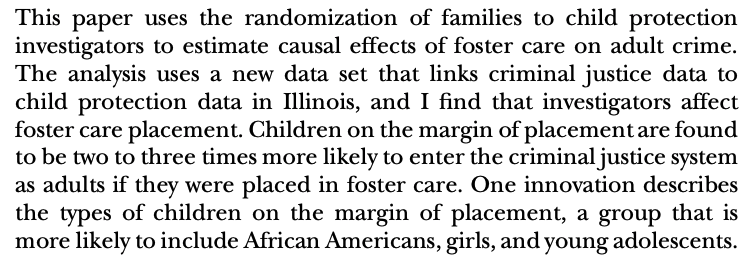 This paper uses the randomization of families to child protection
investigators to estimate causal effects of foster care on adult crime.
The analysis uses a new data set that links criminal justice data to
child protection data in Illinois, and I find that investigators affect
foster care placement. Children on the margin of placement are found
to be two to three times more likely to enter the criminal justice system
as adults if they were placed in foster care. One innovation describes
the types of children on the margin of placement, a group that is
more likely to include African Americans, girls, and young adolescents.